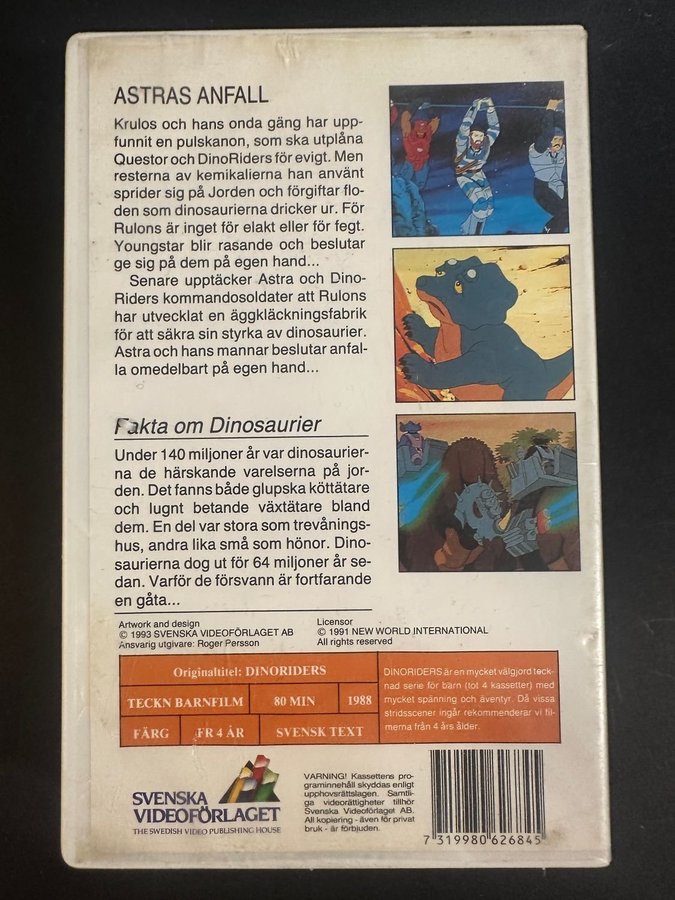 ASTRAS ANFALL
Krulos och hans onda gäng har upp-
funnit en pulskanon, som ska utplåna
Questor och DinoRiders för evigt. Men
resterna av kemikalierna han använt
sprider sig på Jorden och förgiftar flo-
den som dinosaurierna dricker ur. För
Rulons är inget för elakt eller för fegt.
Youngstar blir rasande och beslutar
ge sig på dem på egen hand...
Senare upptäcker Astra och Dino-
Riders kommandosoldater att Rulons
har utvecklat en äggkläckningsfabrik
för att säkra sin styrka av dinosaurier.
Astra och hans mannar beslutar anfal-
la omedelbart på egen hand...
Fakta om Dinosaurier
Under 140 miljoner år var dinosaurier-
na de härskande varelserna på jor-
den. Det fanns både glupska köttätare
och lugnt betande växtätare bland
dem. En del var stora som trevånings-
hus, andra lika små som hönor. Dino-
saurierna dog ut för 64 miljoner år se-
dan. Varför de försvann är fortfarande
en gåta...
Artwork and design
© 1993 SVENSKA VIDEOFÖRLAGET AB
Ansvarig utgivare: Roger Persson
Licensor
© 1991 NEW WORLD INTERNATIONAL
All rights reserved
Originaltitel: DINORIDERS
TECKN BARNFILM 80 MIN 1988
FÄRG FR 4 ÅR SVENSK TEXT
DINORIDERS är en mycket välgjord teck-
nad serie för barn (tot 4 kassetter) med
mycket spänning och äventyr. Då vissa
stridsscener ingår rekommenderar vi fil-
merna från 4 års ålder.
SVENSKA
VIDEOFÖRLAGET
THE SWEDISH VIDEO PUBLISHING HOUSE
VARNING! Kassettens pro-
graminnehåll skyddas enligt
upphovsrättslagen. Samtli-
ga videorättigheter tillhör
Svenska Videoförlaget AB.
All kopiering - även för privat
bruk - är förbjuden.
7 319980 626845